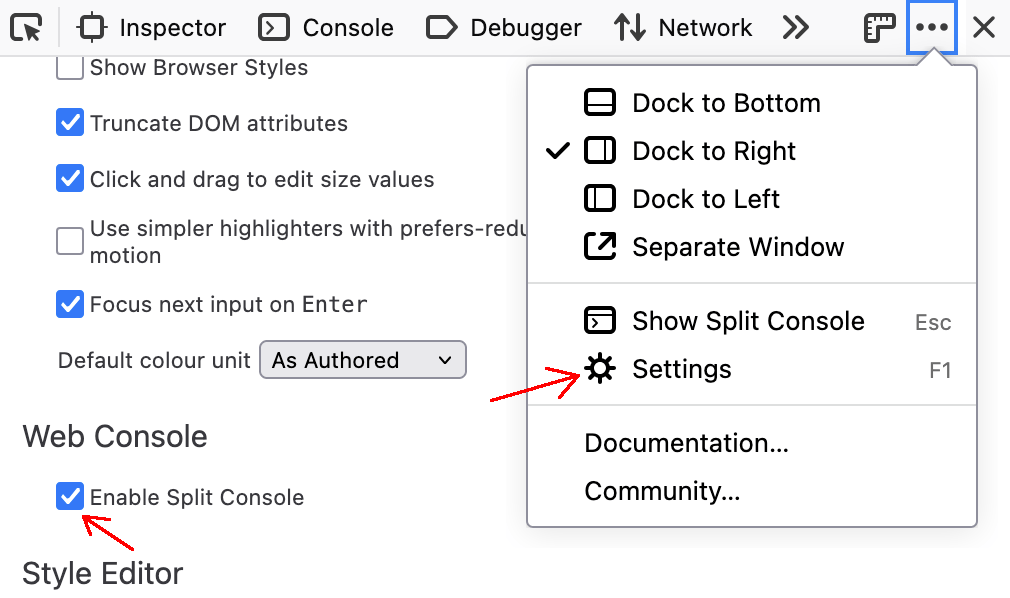 Inspector Console Debugger Network
Show Browser Styles
Truncate DOM attributes
Click and drag to edit size values
Use simpler highlighters with prefers-redu
motion
Focus next input on Enter
Default colour unit As Authored
Web Console
Enable Split Console
Style Editor
Dock to Bottom
Dock to Right
Dock to Left
Separate Window
Show Split Console Esc
Settings F1
Documentation...
Community...